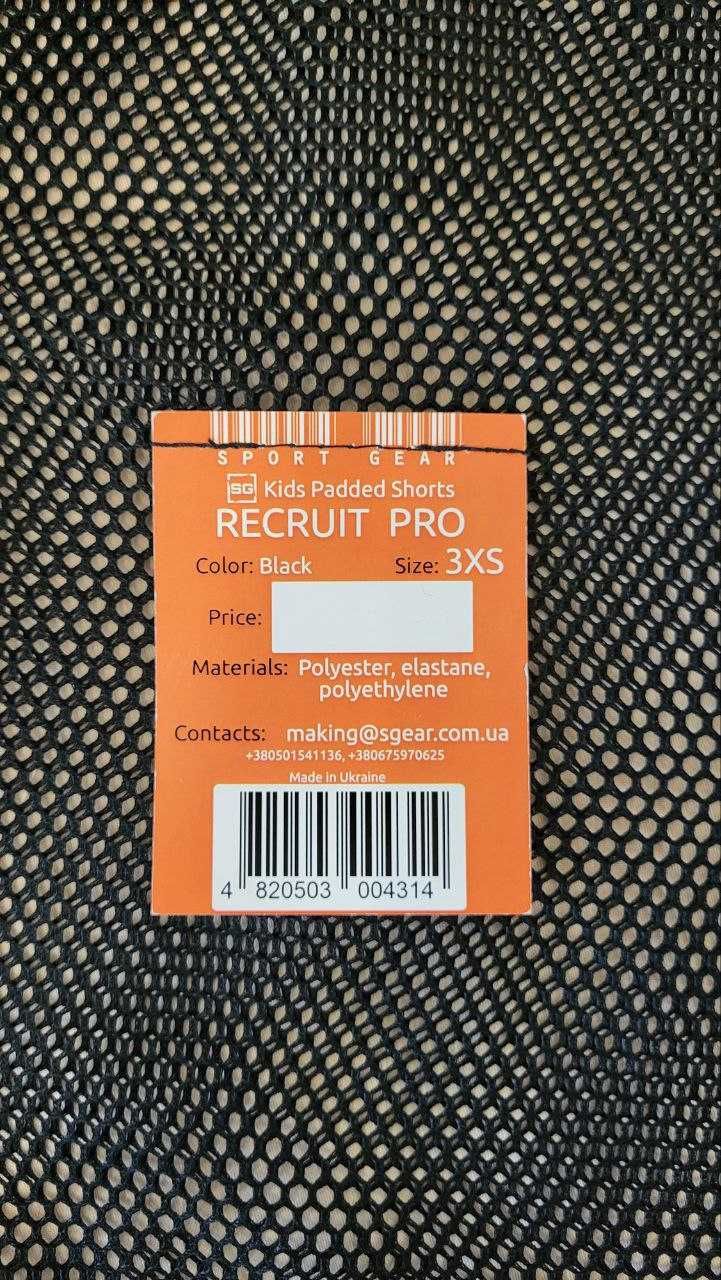 SPORT GEAR
SG Kids Padded Shorts
RECRUIT PRO
Color: Black Size: 3XS
Price:
Materials: Polyester, elastane,
polyethylene
Contacts: making@sgear.com.ua
+380501541136, +380675970625
Made in Ukraine
4 820503 004314